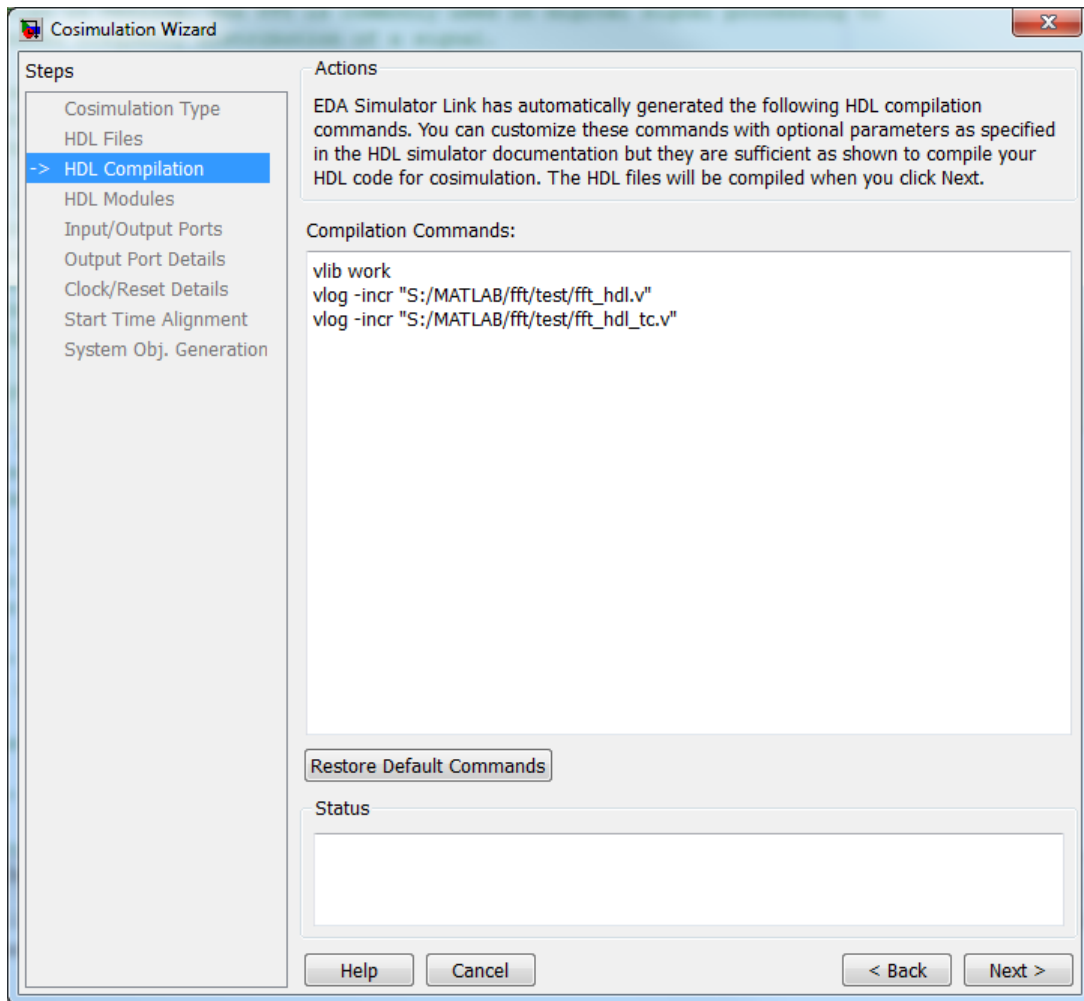 Cosimulation Wizard
X
Steps
Cosimulation Type
HDL Files
-> HDL Compilation
HDL Modules
Input/Output Ports
Output Port Details
Clock/Reset Details
Start Time Alignment
System Obj. Generation
Actions
EDA Simulator Link has automatically generated the following HDL compilation
commands. You can customize these commands with optional parameters as specified
in the HDL simulator documentation but they are sufficient as shown to compile your
HDL code for cosimulation. The HDL files will be compiled when you click Next.
Compilation Commands:
vlib work
vlog -incr "S:/MATLAB/fft/test/fft_hdl.v"
vlog -incr "S:/MATLAB/fft/test/fft_hdl_tc.v"
Restore Default Commands
Status
Help Cancel < Back Next >